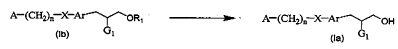 A–(CH₂)ₙ–X–Ar OR₁ A–(CH₂)ₙ–X–Ar OH
G₁ G₁
(Ib) (Ia)